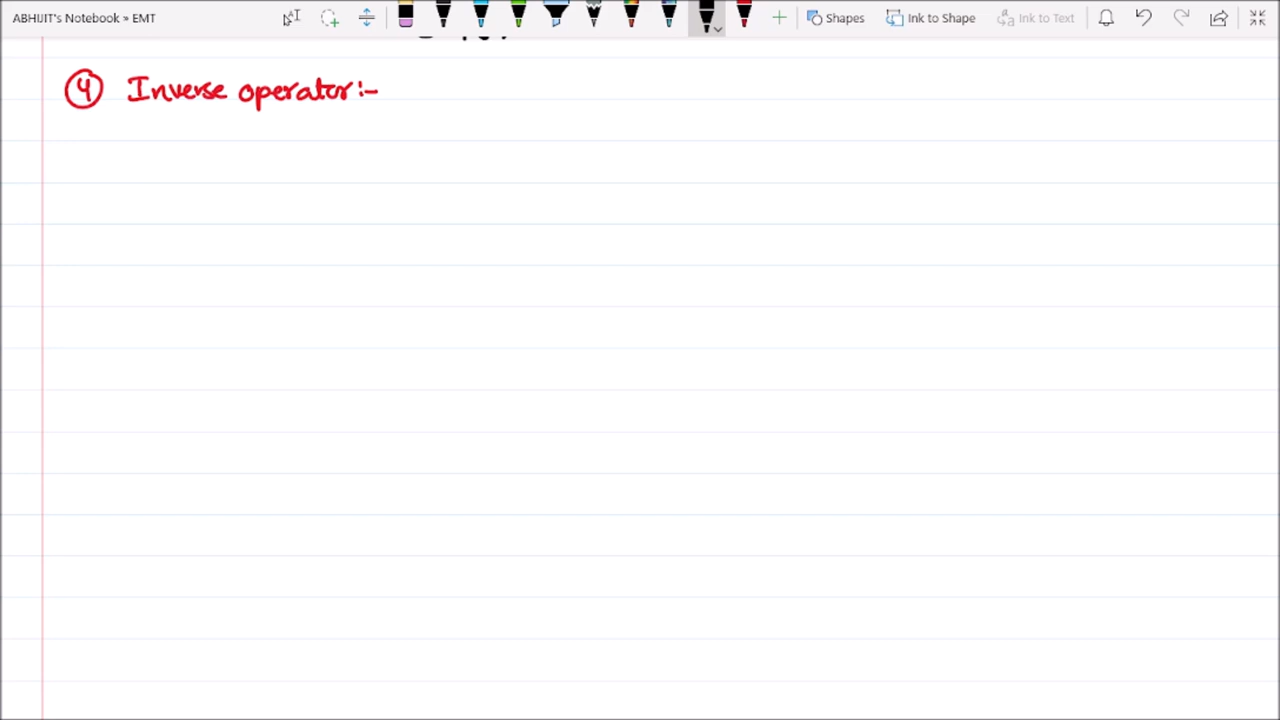 ABHIJIT's Notebook » EMT
Shapes
Ink to Shape
Ink to Text
④ Inverse operator:-